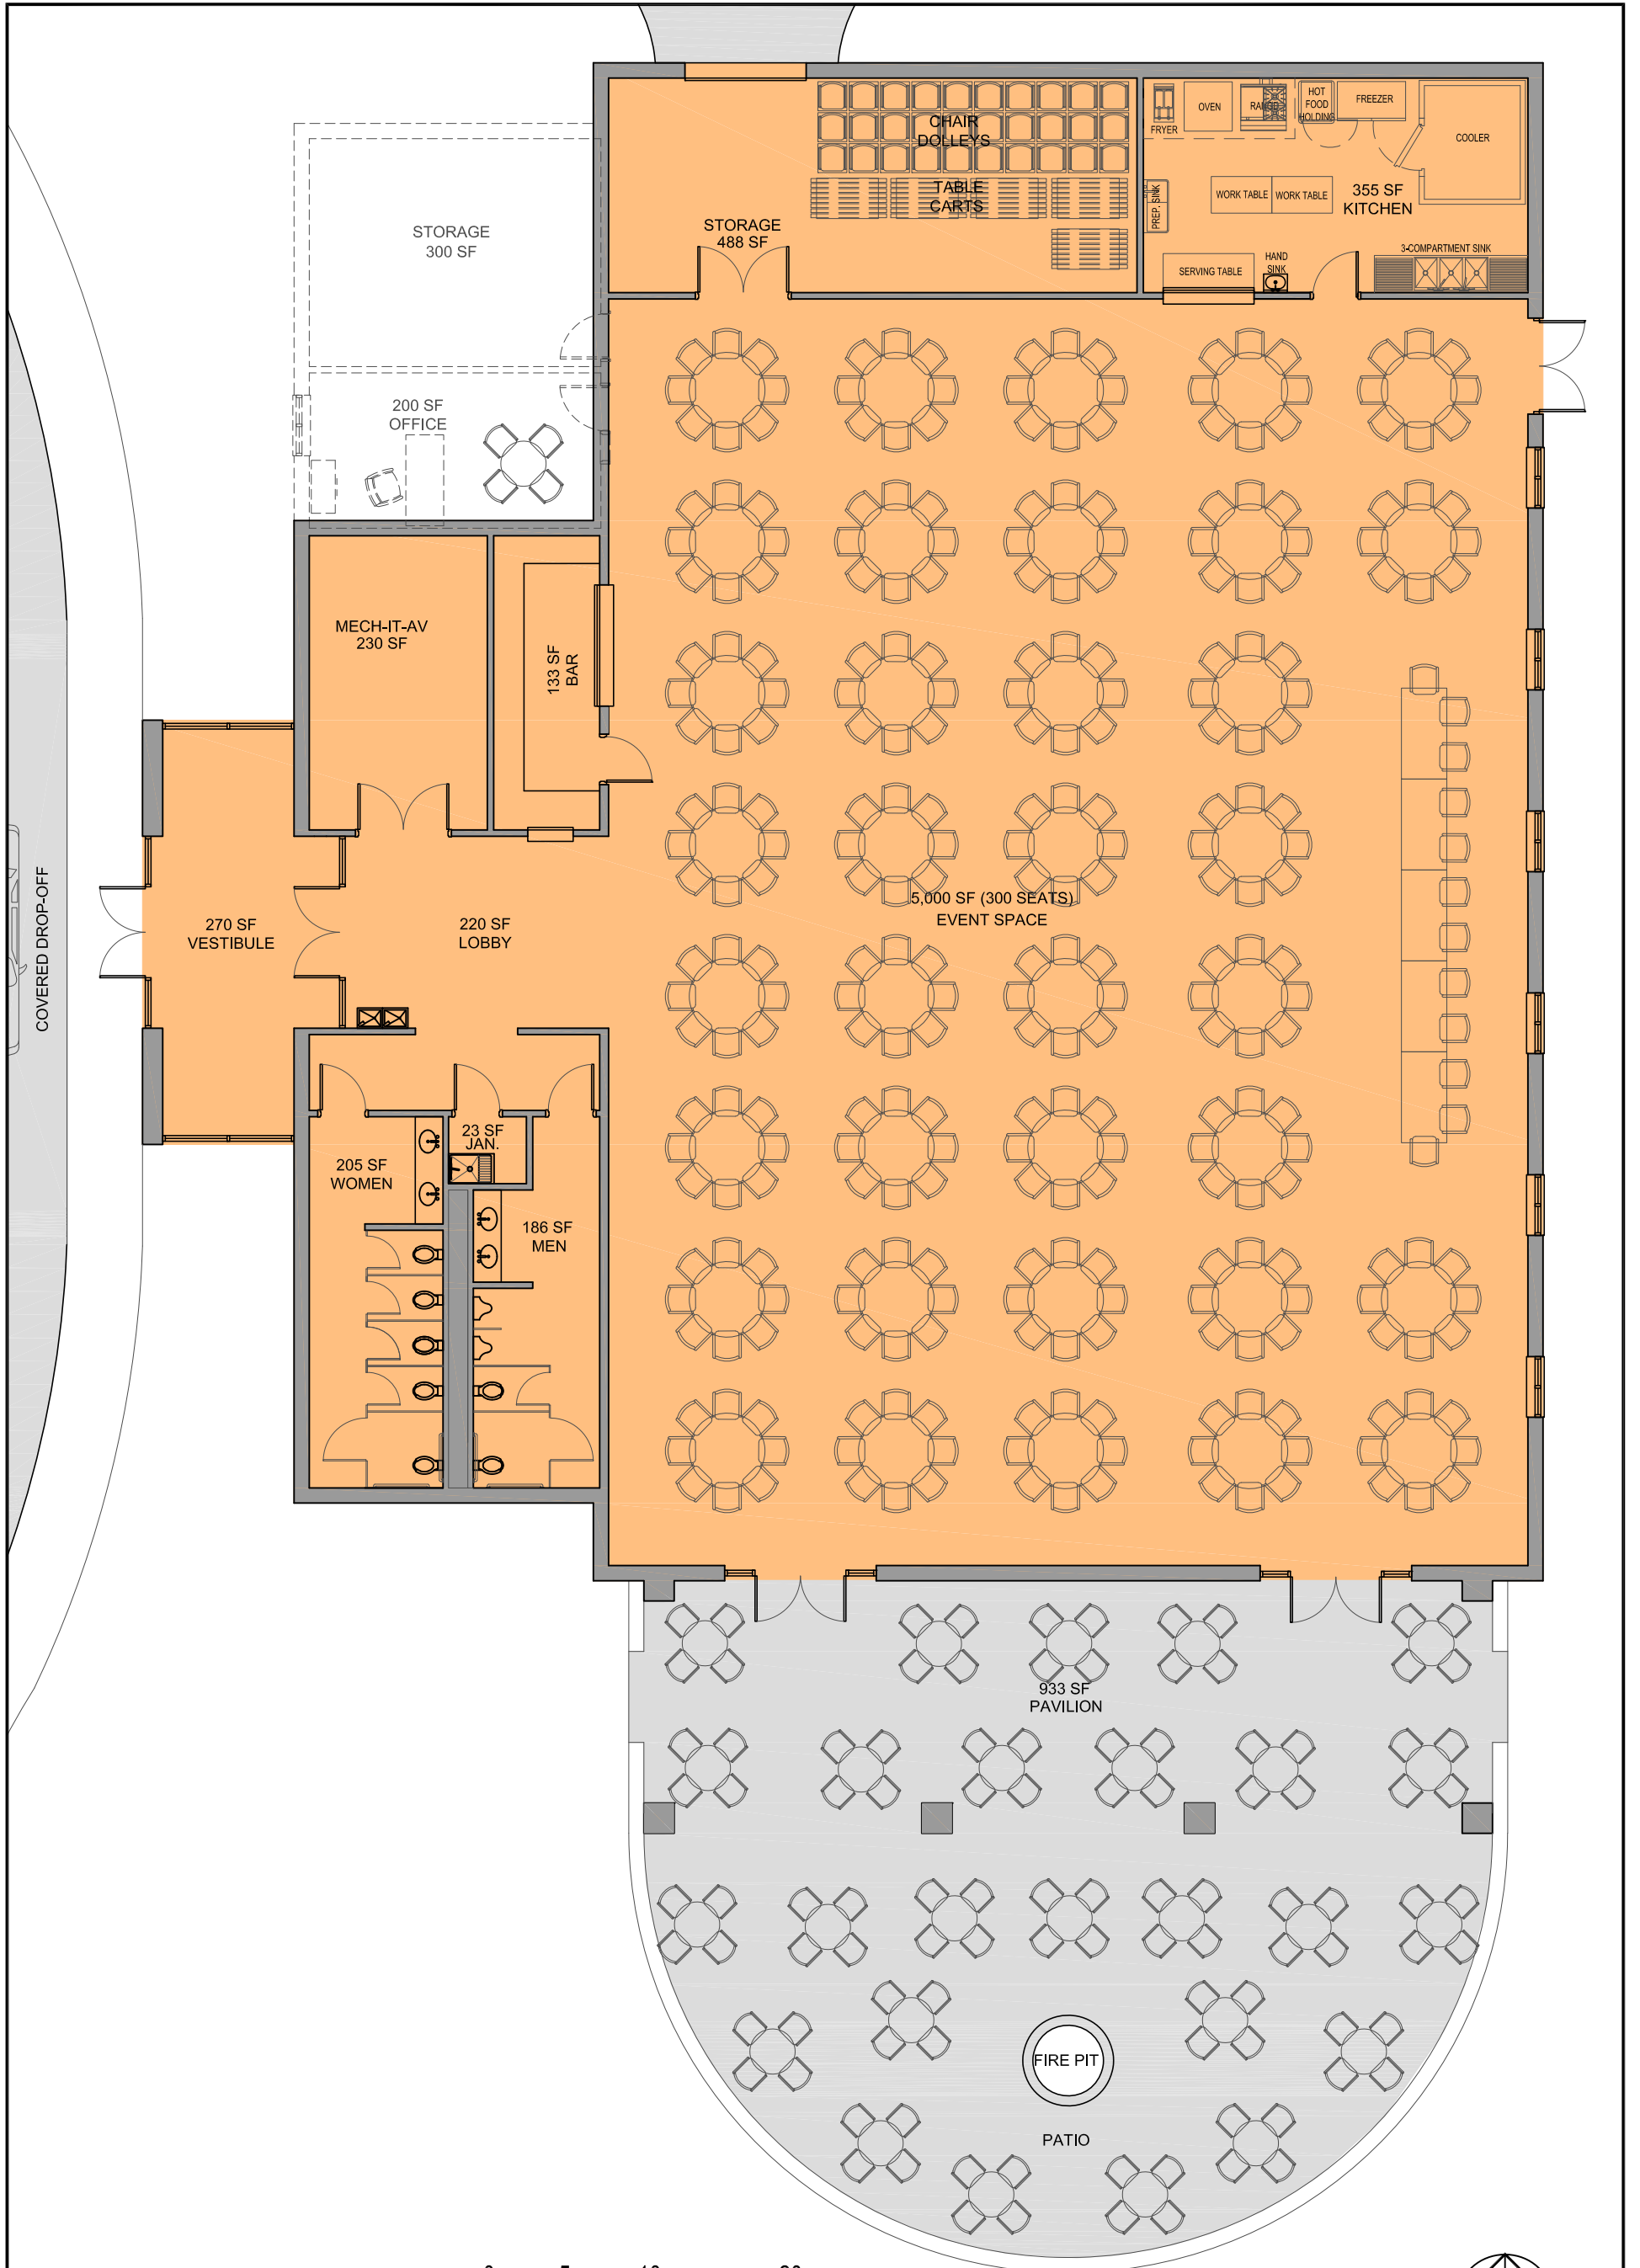 CHAIR
DOLLEYS
TABLE
CARTS
STORAGE
488 SF
FRYER
OVEN
RANGE
HOT
FOOD
HOLDING
FREEZER
COOLER
WORK TABLE
WORK TABLE
355 SF
KITCHEN
PREP. SINK
SERVING TABLE
HAND
SINK
3-COMPARTMENT SINK
STORAGE
300 SF
200 SF
OFFICE
MECH-IT-AV
230 SF
133 SF
BAR
COVERED DROP-OFF
270 SF
VESTIBULE
220 SF
LOBBY
5,000 SF (300 SEATS)
EVENT SPACE
205 SF
WOMEN
23 SF
JAN.
186 SF
MEN
933 SF
PAVILION
FIRE PIT
PATIO